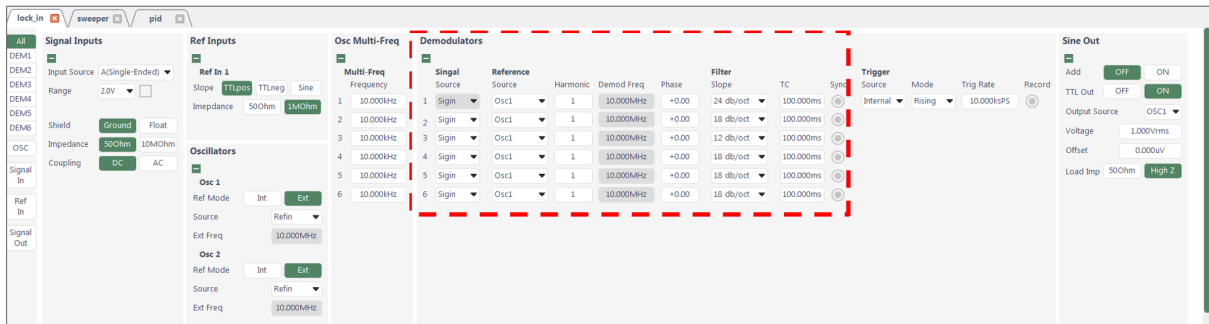 lock_in sweeper pid
All
DEM1
DEM2
DEM3
DEM4
DEM5
DEM6
OSC
Signal
In
Ref
In
Signal
Out
Signal Inputs
Input Source A(Single-Ended)
Range 2.0V
Shield Ground Float
Impedance 50Ohm 10MOhm
Coupling DC AC
Ref Inputs
Ref In 1
Slope TTLpos TTLneg Sine
Imepdance 50Ohm 1MOhm
Oscillators
Osc 1
Ref Mode Int Ext
Source Refin
Ext Freq 10.000MHz
Osc 2
Ref Mode Int Ext
Source Refin
Ext Freq 10.000MHz
Osc Multi-Freq
Multi-Freq
Frequency
1 10.000kHz
2 10.000kHz
3 10.000kHz
4 10.000kHz
5 10.000kHz
6 10.000kHz
Demodulators
Singal Reference Filter
Source Source Harmonic Demod Freq Phase Slope TC Sync
1 Sigin Osc1 1 10.000MHz +0.00 24 db/oct 100.000ms
2 Sigin Osc1 1 10.000MHz +0.00 18 db/oct 100.000ms
3 Sigin Osc1 1 10.000MHz +0.00 12 db/oct 100.000ms
4 Sigin Osc1 1 10.000MHz +0.00 18 db/oct 100.000ms
5 Sigin Osc1 1 10.000MHz +0.00 18 db/oct 100.000ms
6 Sigin Osc1 1 10.000MHz +0.00 18 db/oct 100.000ms
Trigger
Source Mode Trig Rate Record
Internal Rising 10.000ksPS
Sine Out
Add OFF ON
TTL Out OFF ON
Output Source OSC1
Voltage 1.000Vrms
Offset 0.000uV
Load Imp 50Ohm High Z